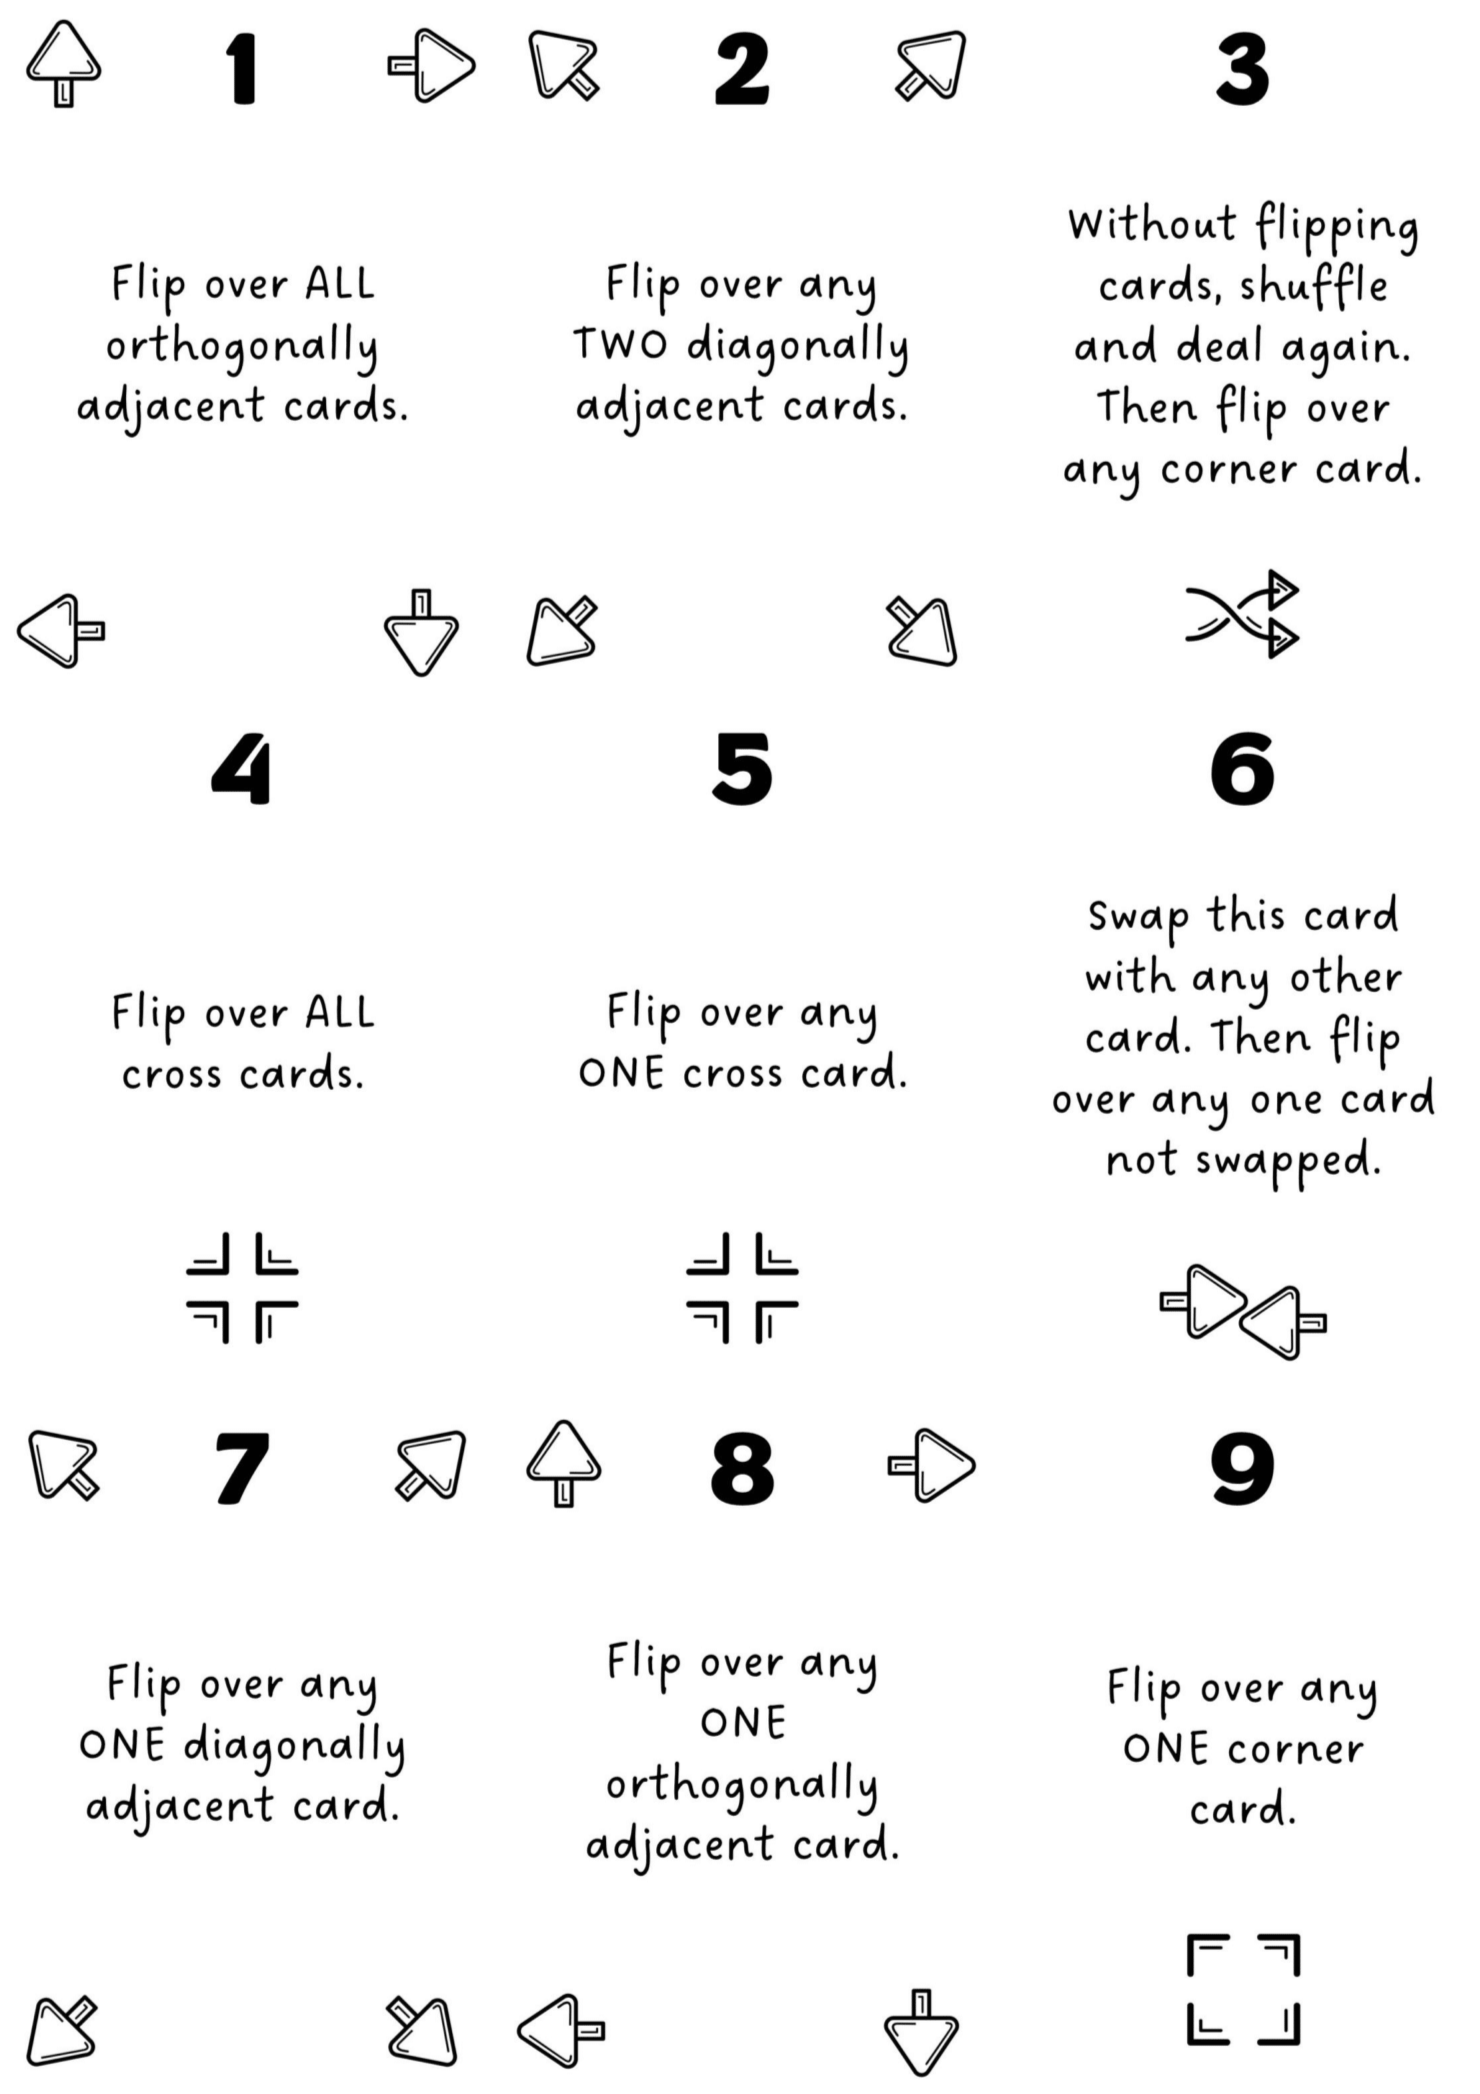 1
Flip over ALL
orthogonally
adjacent cards.
2
Flip over any
TWO diagonally
adjacent cards.
3
Without flipping
cards, shuffle
and deal again.
Then flip over
any corner card.
4
Flip over ALL
cross cards.
5
Flip over any
ONE cross card.
6
Swap this card
with any other
card. Then flip
over any one card
not swapped.
7
Flip over any
ONE diagonally
adjacent card.
8
Flip over any
ONE
orthogonally
adjacent card.
9
Flip over any
ONE corner
card.